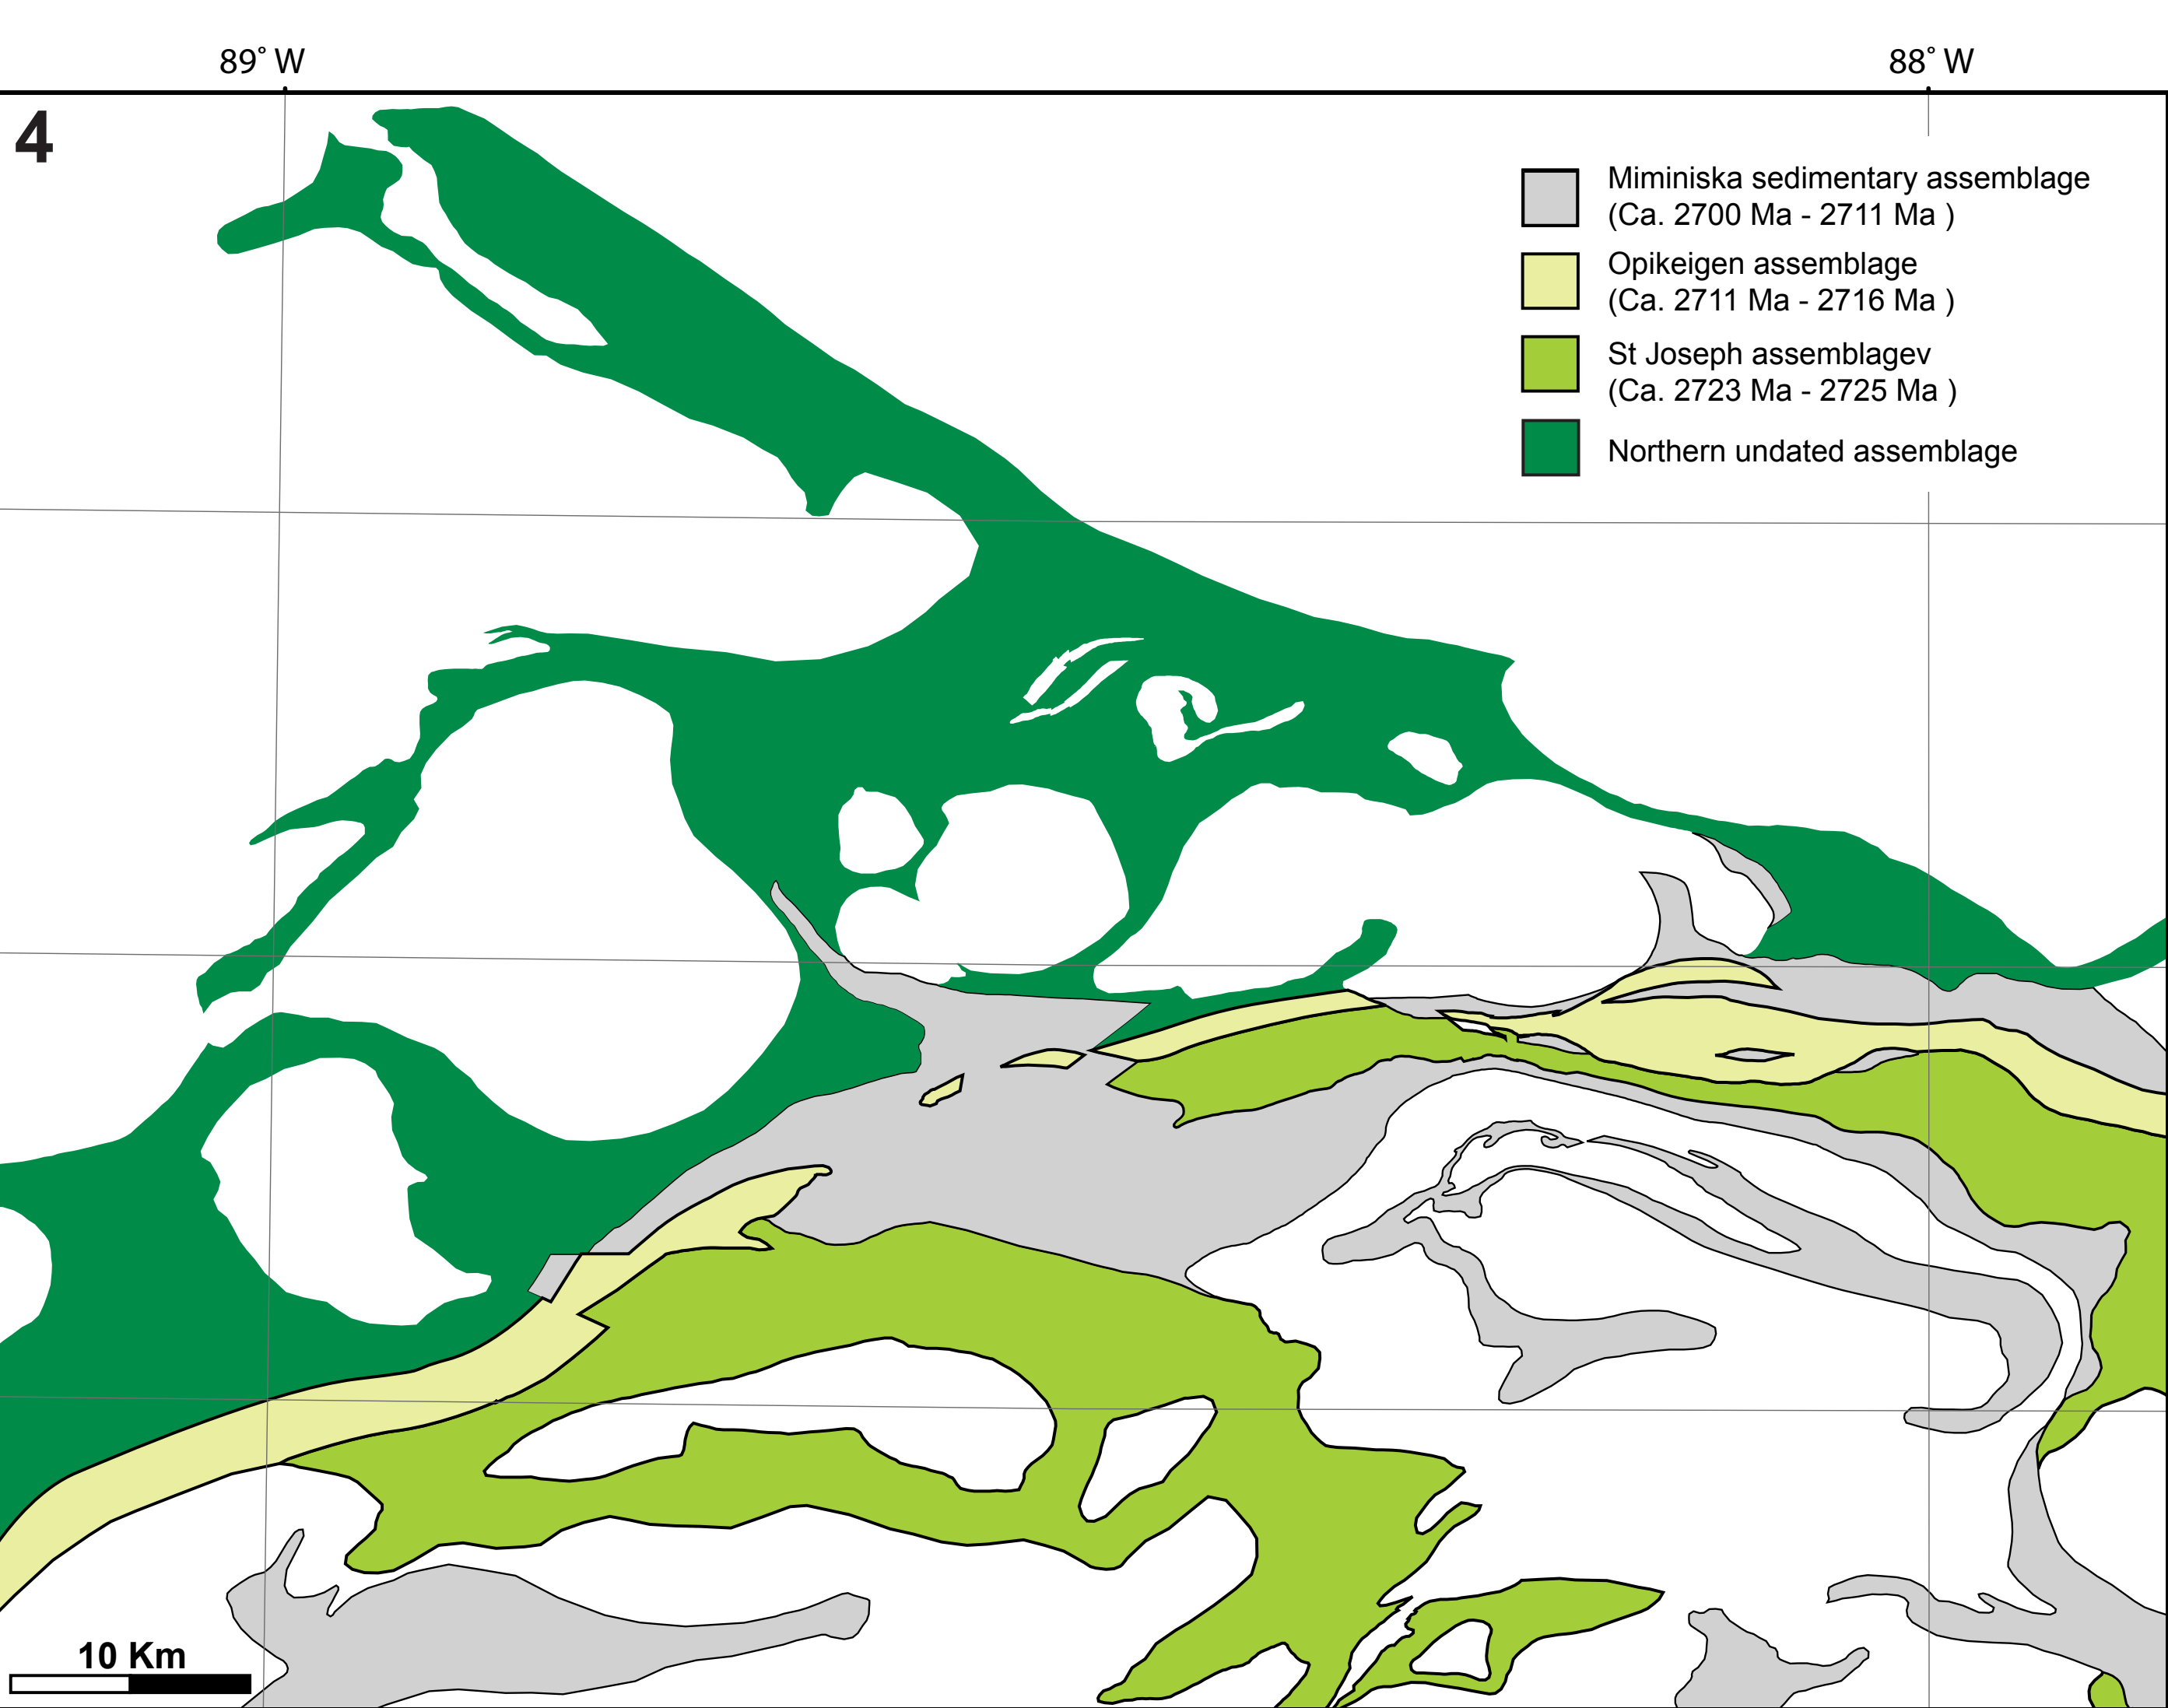 89° W
88° W
4
Miminiska sedimentary assemblage
(Ca. 2700 Ma - 2711 Ma )
Opikeigen assemblage
(Ca. 2711 Ma - 2716 Ma )
St Joseph assemblagev
(Ca. 2723 Ma - 2725 Ma )
Northern undated assemblage
10 Km